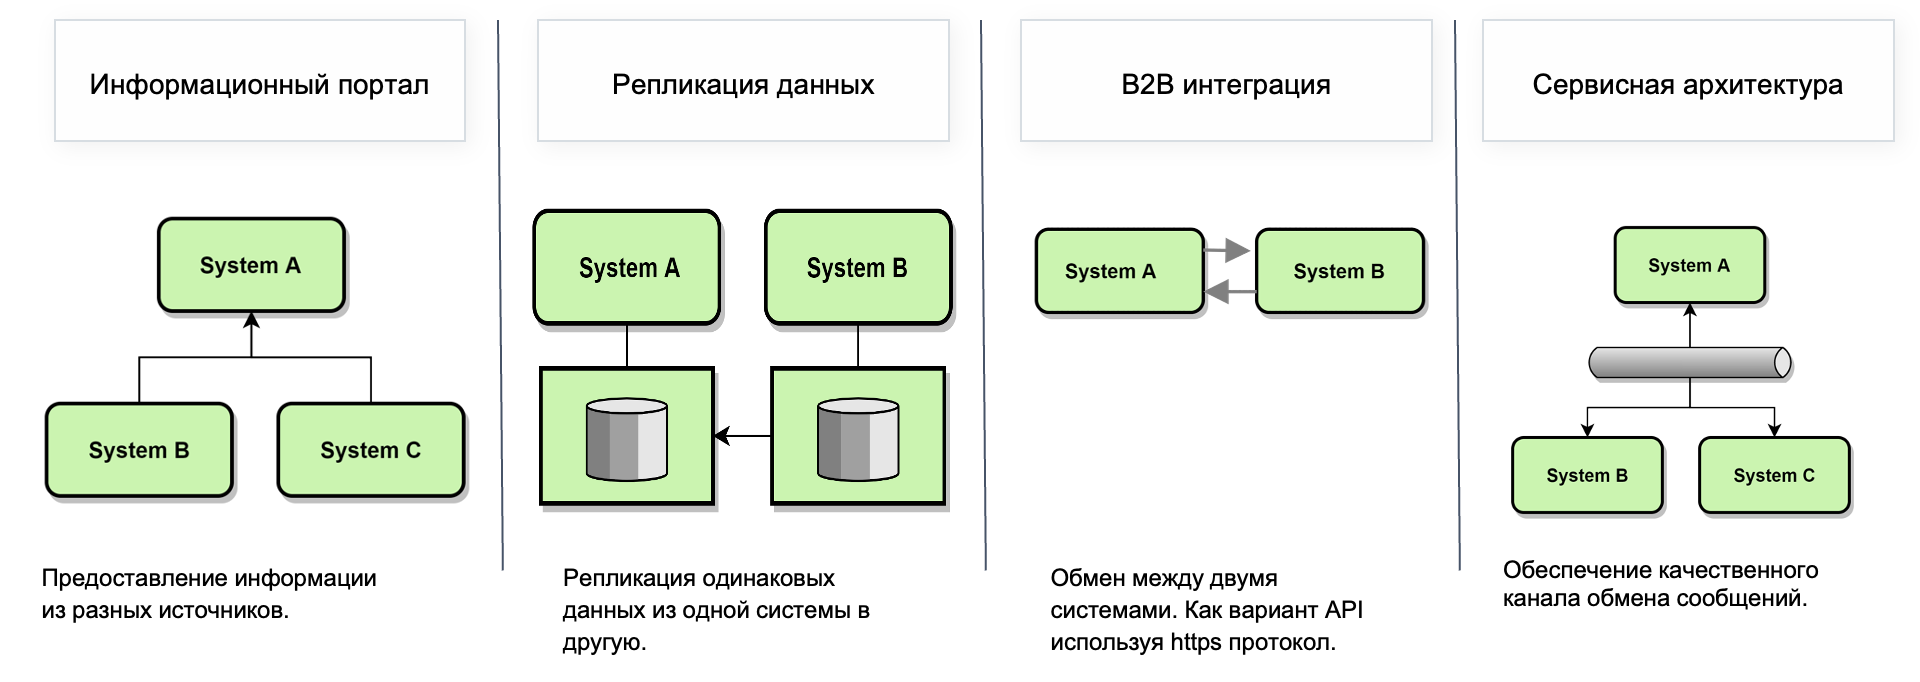 Информационный портал
Репликация данных
B2B интеграция
Сервисная архитектура
System A
System B
System C
Предоставление информации
из разных источников.
System A
System B
Репликация одинаковых
данных из одной системы в
другую.
System A
System B
Обмен между двумя
системами. Как вариант API
используя https протокол.
System A
System B
System C
Обеспечение качественного
канала обмена сообщений.